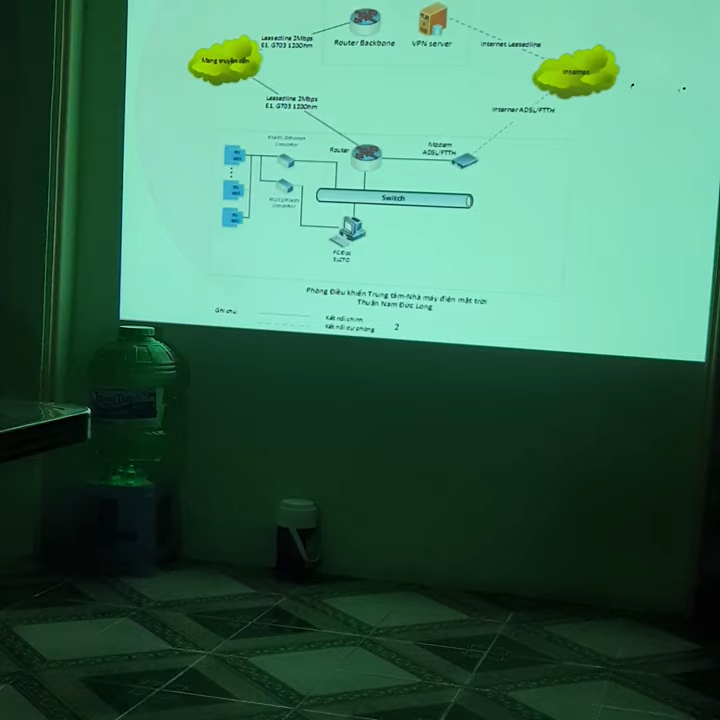 Leasedline 2Mbps
E1, G703 120Ohm
Router Backbone
VPN server
Internet Leasedline
Mạng truyền dẫn
Internet
Leasedline 2Mbps
E1, G703 120Ohm
Interner ADSL/FTTH
Router
Modem
ADSL/FTTH
Switch
Phòng Điều khiển Trung tâm-Nhà máy điện mặt trời
Thuận Nam Đức Long
Ghi chú:
Kết nối chính
Kết nối dự phòng
2